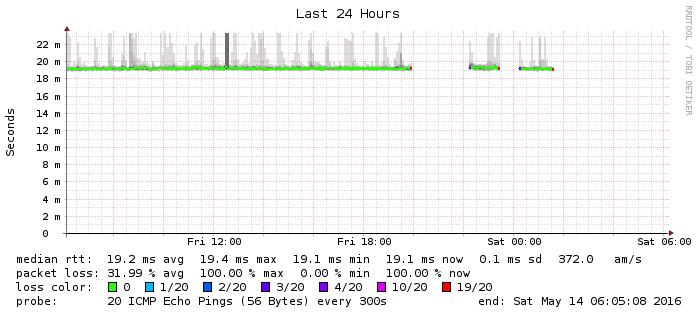 Last 24 Hours
RRDTOOL / TOBI OETIKER
Seconds
22 m
20 m
18 m
16 m
14 m
12 m
10 m
8 m
6 m
4 m
2 m
0
Fri 12:00 Fri 18:00 Sat 00:00 Sat 06:00
median rtt: 19.2 ms avg 19.4 ms max 19.1 ms min 19.1 ms now 0.1 ms sd 372.0 am/s
packet loss: 31.99 % avg 100.00 % max 0.00 % min 100.00 % now
loss color: 0 1/20 2/20 3/20 4/20 10/20 19/20
probe: 20 ICMP Echo Pings (56 Bytes) every 300s end: Sat May 14 06:05:08 2016